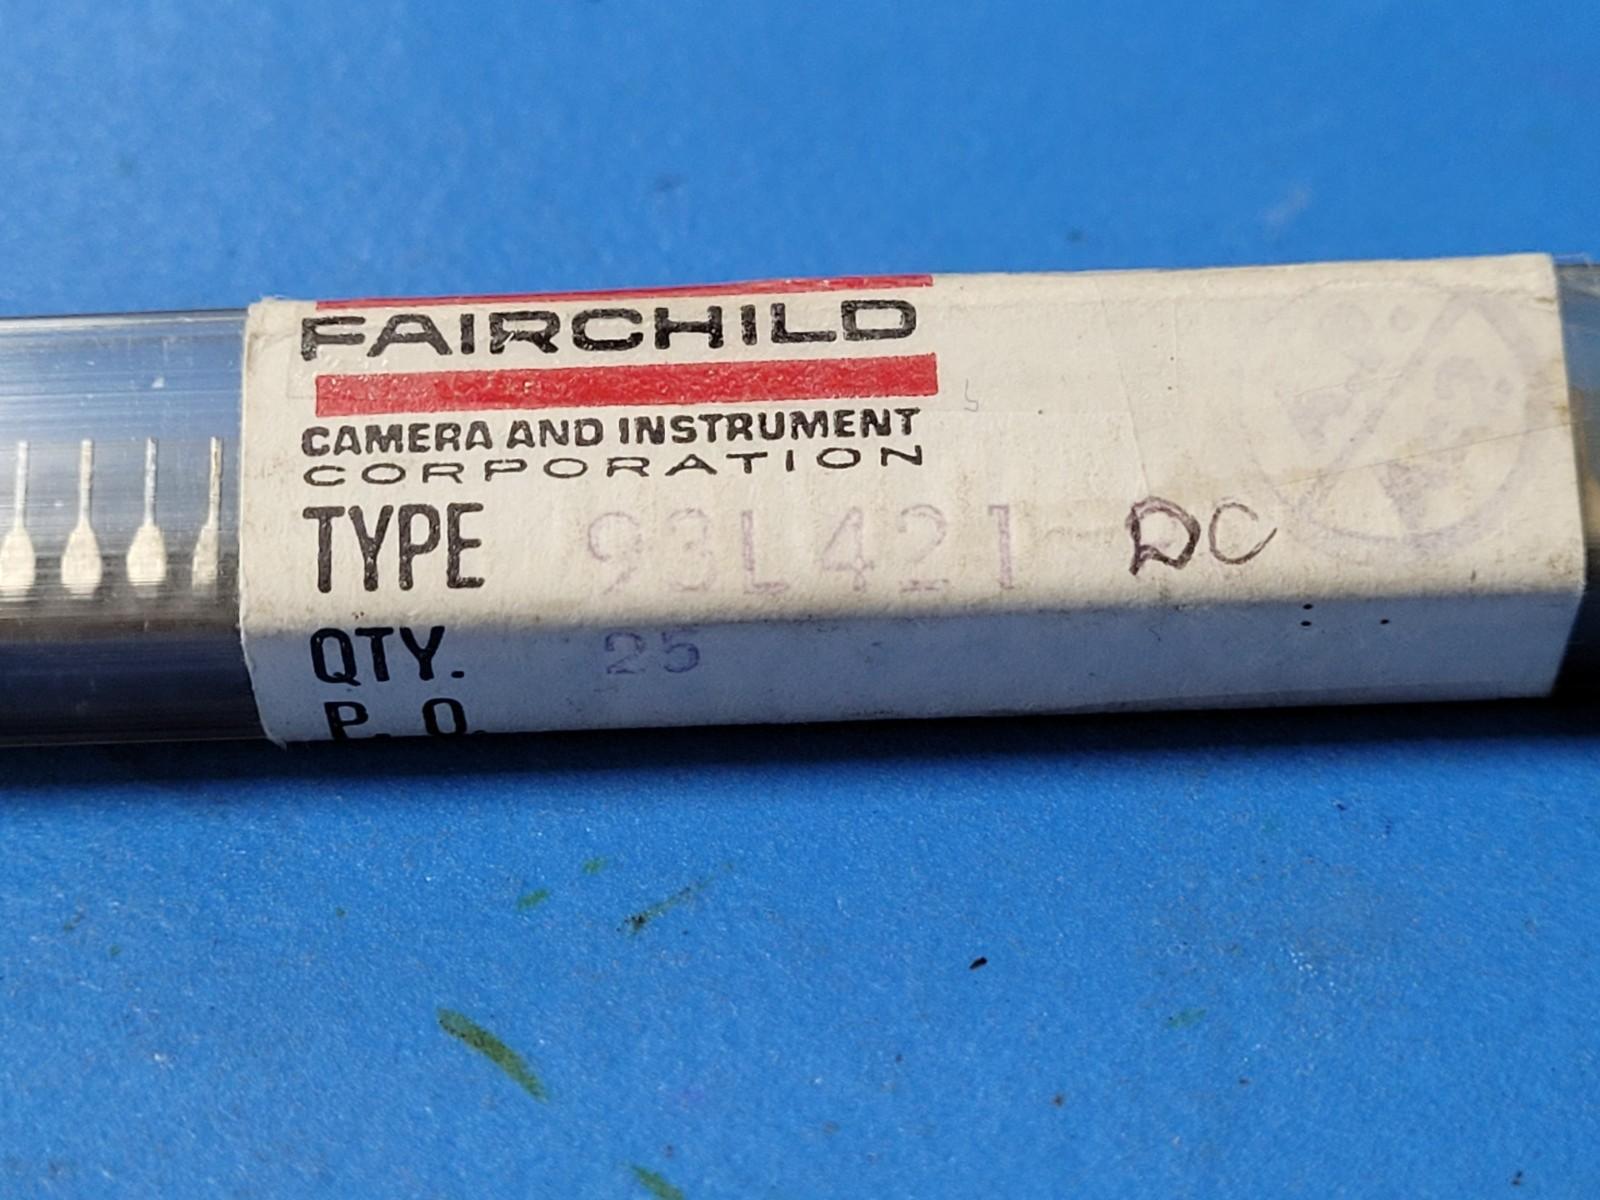 FAIRCHILD
CAMERA AND INSTRUMENT
CORPORATION
TYPE 93L421 DC
QTY. 25
P. O.